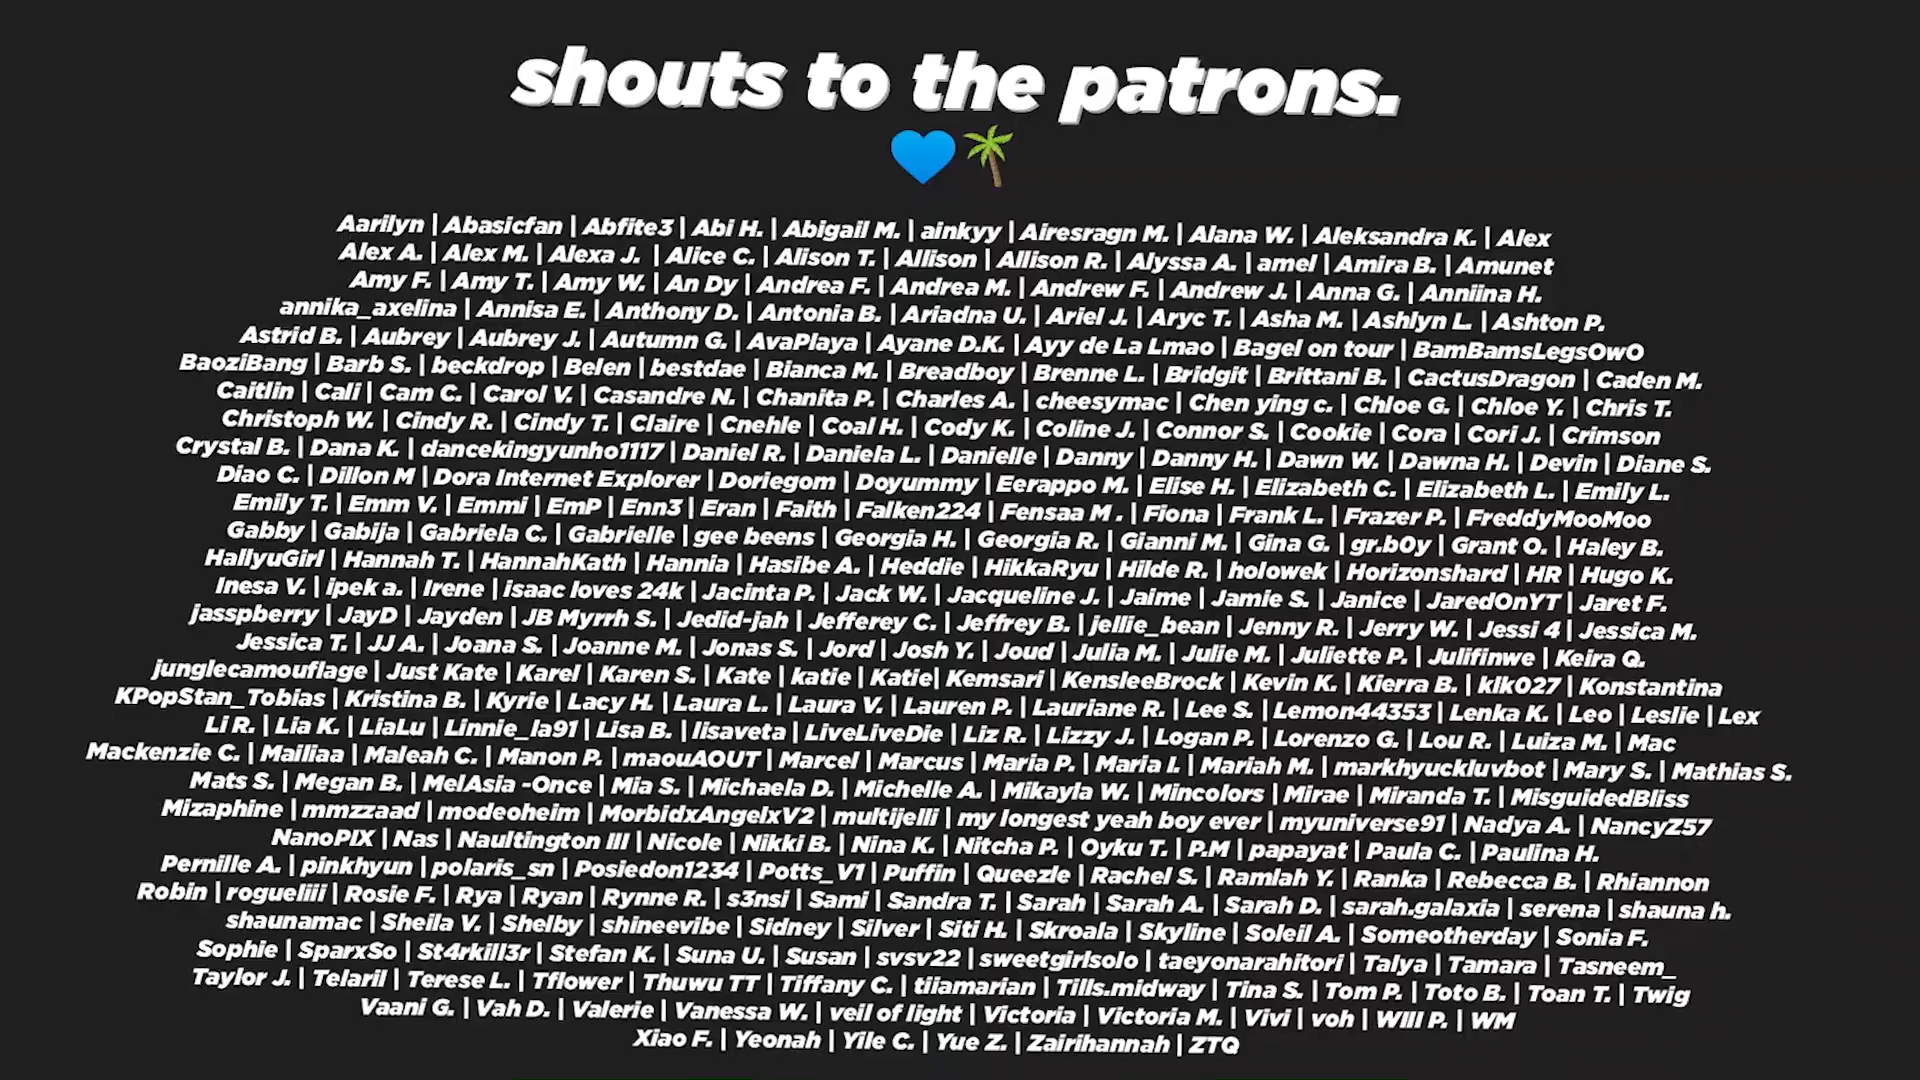 shouts to the patrons.
💙🌴
Aarilyn | Abasicfan | Abfite3 | Abi H. | Abigail M. | ainkyy | Airesragn M. | Alana W. | Aleksandra K. | Alex
Alex A. | Alex M. | Alexa J. | Alice C. | Alison T. | Allison | Allison R. | Alyssa A. | amel | Amira B. | Amunet
Amy F. | Amy T. | Amy W. | An Dy | Andrea F. | Andrea M. | Andrew F. | Andrew J. | Anna G. | Anniina H.
annika_axelina | Annisa E. | Anthony D. | Antonia B. | Ariadna U. | Ariel J. | Aryc T. | Asha M. | Ashlyn L. | Ashton P.
Astrid B. | Aubrey | Aubrey J. | Autumn G. | AvaPlaya | Ayane D.K. | Ayy de La Lmao | Bagel on tour | BamBamsLegsOwO
BaoziBang | Barb S. | beckdrop | Belen | bestdae | Bianca M. | Breadboy | Brenne L. | Bridgit | Brittani B. | CactusDragon | Caden M.
Caitlin | Cali | Cam C. | Carol V. | Casandre N. | Chanita P. | Charles A. | cheesymac | Chen ying c. | Chloe G. | Chloe Y. | Chris T.
Christoph W. | Cindy R. | Cindy T. | Claire | Cnehle | Coal H. | Cody K. | Coline J. | Connor S. | Cookie | Cora | Cori J. | Crimson
Crystal B. | Dana K. | dancekingyunho1117 | Daniel R. | Daniela L. | Danielle | Danny | Danny H. | Dawn W. | Dawna H. | Devin | Diane S.
Diao C. | Dillon M | Dora Internet Explorer | Doriegom | Doyummy | Eerappo M. | Elise H. | Elizabeth C. | Elizabeth L. | Emily L.
Emily T. | Emm V. | Emmi | EmP | Enn3 | Eran | Faith | Falken224 | Fensaa M . | Fiona | Frank L. | Frazer P. | FreddyMooMoo
Gabby | Gabija | Gabriela C. | Gabrielle | gee beens | Georgia H. | Georgia R. | Gianni M. | Gina G. | gr.b0y | Grant O. | Haley B.
HallyuGirl | Hannah T. | HannahKath | Hannia | Hasibe A. | Heddie | HikkaRyu | Hilde R. | holowek | Horizonshard | HR | Hugo K.
Inesa V. | ipek a. | Irene | isaac loves 24k | Jacinta P. | Jack W. | Jacqueline J. | Jaime | Jamie S. | Janice | JaredOnYT | Jaret F.
jasspberry | JayD | Jayden | JB Myrrh S. | Jedid-jah | Jefferey C. | Jeffrey B. | jellie_bean | Jenny R. | Jerry W. | Jessi 4 | Jessica M.
Jessica T. | JJ A. | Joana S. | Joanne M. | Jonas S. | Jord | Josh Y. | Joud | Julia M. | Julie M. | Juliette P. | Julifinwe | Keira Q.
junglecamouflage | Just Kate | Karel | Karen S. | Kate | katie | Katie| Kemsari | KensleeBrock | Kevin K. | Kierra B. | klk027 | Konstantina
KPopStan_Tobias | Kristina B. | Kyrie | Lacy H. | Laura L. | Laura V. | Lauren P. | Lauriane R. | Lee S. | Lemon44353 | Lenka K. | Leo | Leslie | Lex
Li R. | Lia K. | LiaLu | Linnie_la91 | Lisa B. | lisaveta | LiveLiveDie | Liz R. | Lizzy J. | Logan P. | Lorenzo G. | Lou R. | Luiza M. | Mac
Mackenzie C. | Mailiaa | Maleah C. | Manon P. | maouAOUT | Marcel | Marcus | Maria P. | Maria I. | Mariah M. | markhyuckluvbot | Mary S. | Mathias S.
Mats S. | Megan B. | MelAsia -Once | Mia S. | Michaela D. | Michelle A. | Mikayla W. | Mincolors | Mirae | Miranda T. | MisguidedBliss
Mizaphine | mmzzaad | modeoheim | MorbidxAngelxV2 | multijelli | my longest yeah boy ever | myuniverse91 | Nadya A. | NancyZ57
NanoPIX | Nas | Naultington III | Nicole | Nikki B. | Nina K. | Nitcha P. | Oyku T. | P.M | papayat | Paula C. | Paulina H.
Pernille A. | pinkhyun | polaris_sn | Posiedon1234 | Potts_V1 | Puffin | Queezle | Rachel S. | Ramlah Y. | Ranka | Rebecca B. | Rhiannon
Robin | rogueliiii | Rosie F. | Rya | Ryan | Rynne R. | s3nsi | Sami | Sandra T. | Sarah | Sarah A. | Sarah D. | sarah.galaxia | serena | shauna h.
shaunamac | Sheila V. | Shelby | shineevibe | Sidney | Silver | Siti H. | Skroala | Skyline | Soleil A. | Someotherday | Sonia F.
Sophie | SparxSo | St4rkill3r | Stefan K. | Suna U. | Susan | svsv22 | sweetgirlsolo | taeyonarahitori | Talya | Tamara | Tasneem_
Taylor J. | Telaril | Terese L. | Tflower | Thuwu TT | Tiffany C. | tiiamarian | Tills.midway | Tina S. | Tom P. | Toto B. | Toan T. | Twig
Vaani G. | Vah D. | Valerie | Vanessa W. | veil of light | Victoria | Victoria M. | Vivi | voh | WIll P. | WM
Xiao F. | Yeonah | Yile C. | Yue Z. | Zairihannah | ZTQ